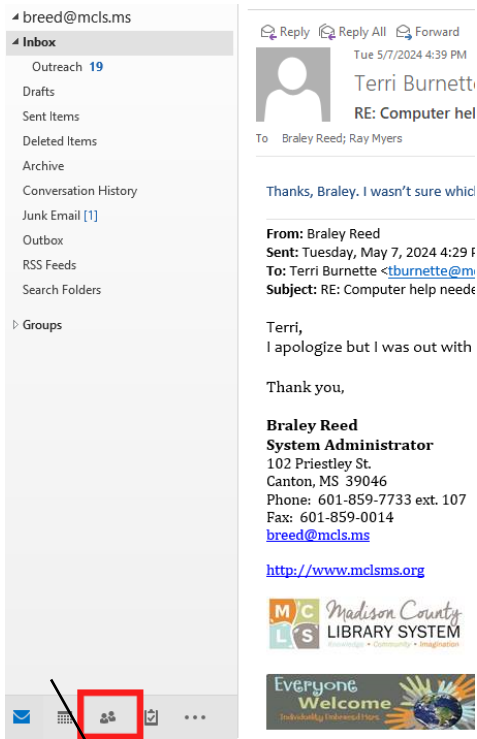 breed@mcls.ms
Inbox
Outreach 19
Drafts
Sent Items
Deleted Items
Archive
Conversation History
Junk Email [1]
Outbox
RSS Feeds
Search Folders
Groups
Reply Reply All Forward
Tue 5/7/2024 4:39 PM
Terri Burnette
RE: Computer hel
To Braley Reed; Ray Myers
Thanks, Braley. I wasn't sure whic
From: Braley Reed
Sent: Tuesday, May 7, 2024 4:29 P
To: Terri Burnette <tburnette@m
Subject: RE: Computer help neede
Terri,
I apologize but I was out with
Thank you,
Braley Reed
System Administrator
102 Priestley St.
Canton, MS 39046
Phone: 601-859-7733 ext. 107
Fax: 601-859-0014
breed@mcls.ms
http://www.mclsms.org
M C
L S
Madison County
LIBRARY SYSTEM
Knowledge • Community • Imagination
Everyone
Welcome
Individuality Embraced Here